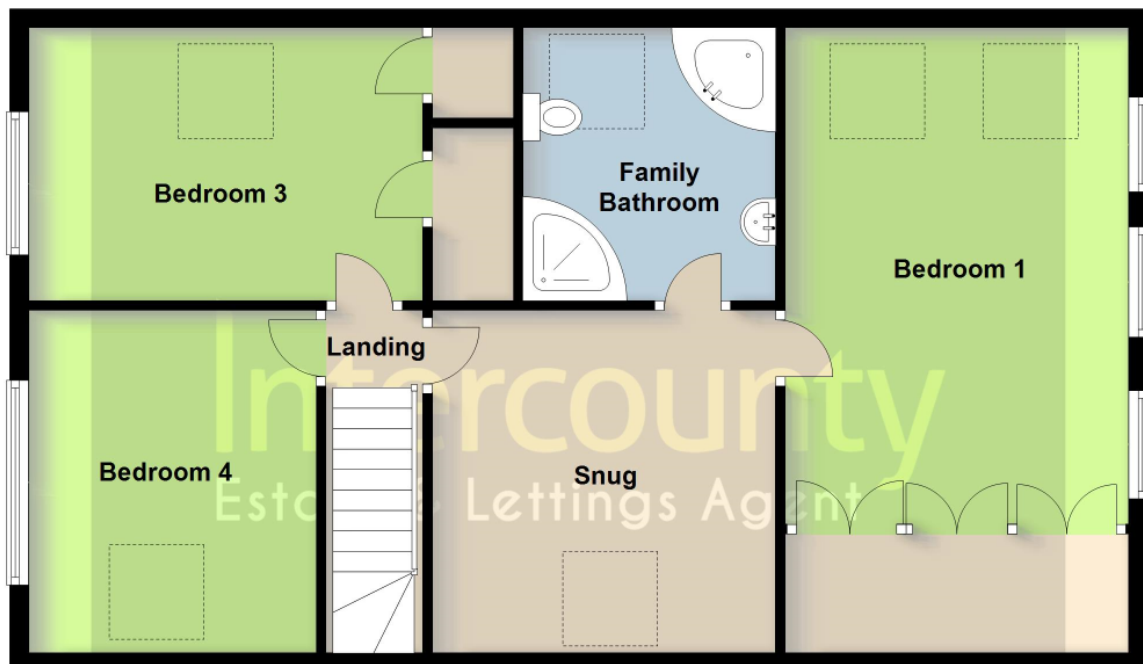 Bedroom 3
Family
Bathroom
Bedroom 1
Landing
Intercounty
Bedroom 4
Snug
Estate & Lettings Agent